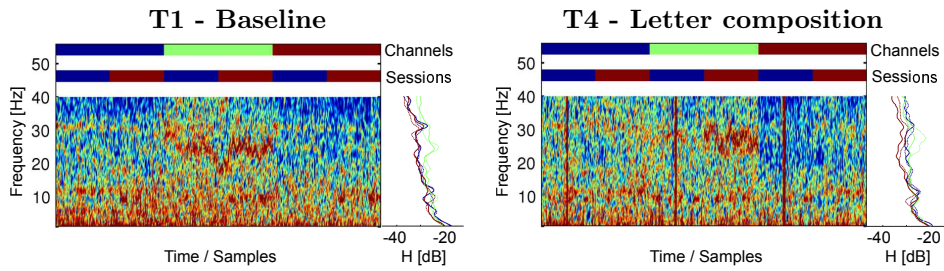 T1 - Baseline
Channels
Sessions
50
40
30
20
10
Frequency [Hz]
Time / Samples
-40 -20
H [dB]
T4 - Letter composition
Channels
Sessions
50
40
30
20
10
Frequency [Hz]
Time / Samples
-40 -20
H [dB]